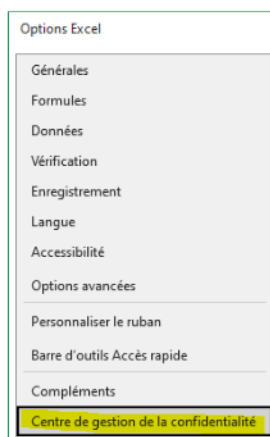 Options Excel
Générales
Formules
Données
Vérification
Enregistrement
Langue
Accessibilité
Options avancées
Personnaliser le ruban
Barre d'outils Accès rapide
Compléments
Centre de gestion de la confidentialité